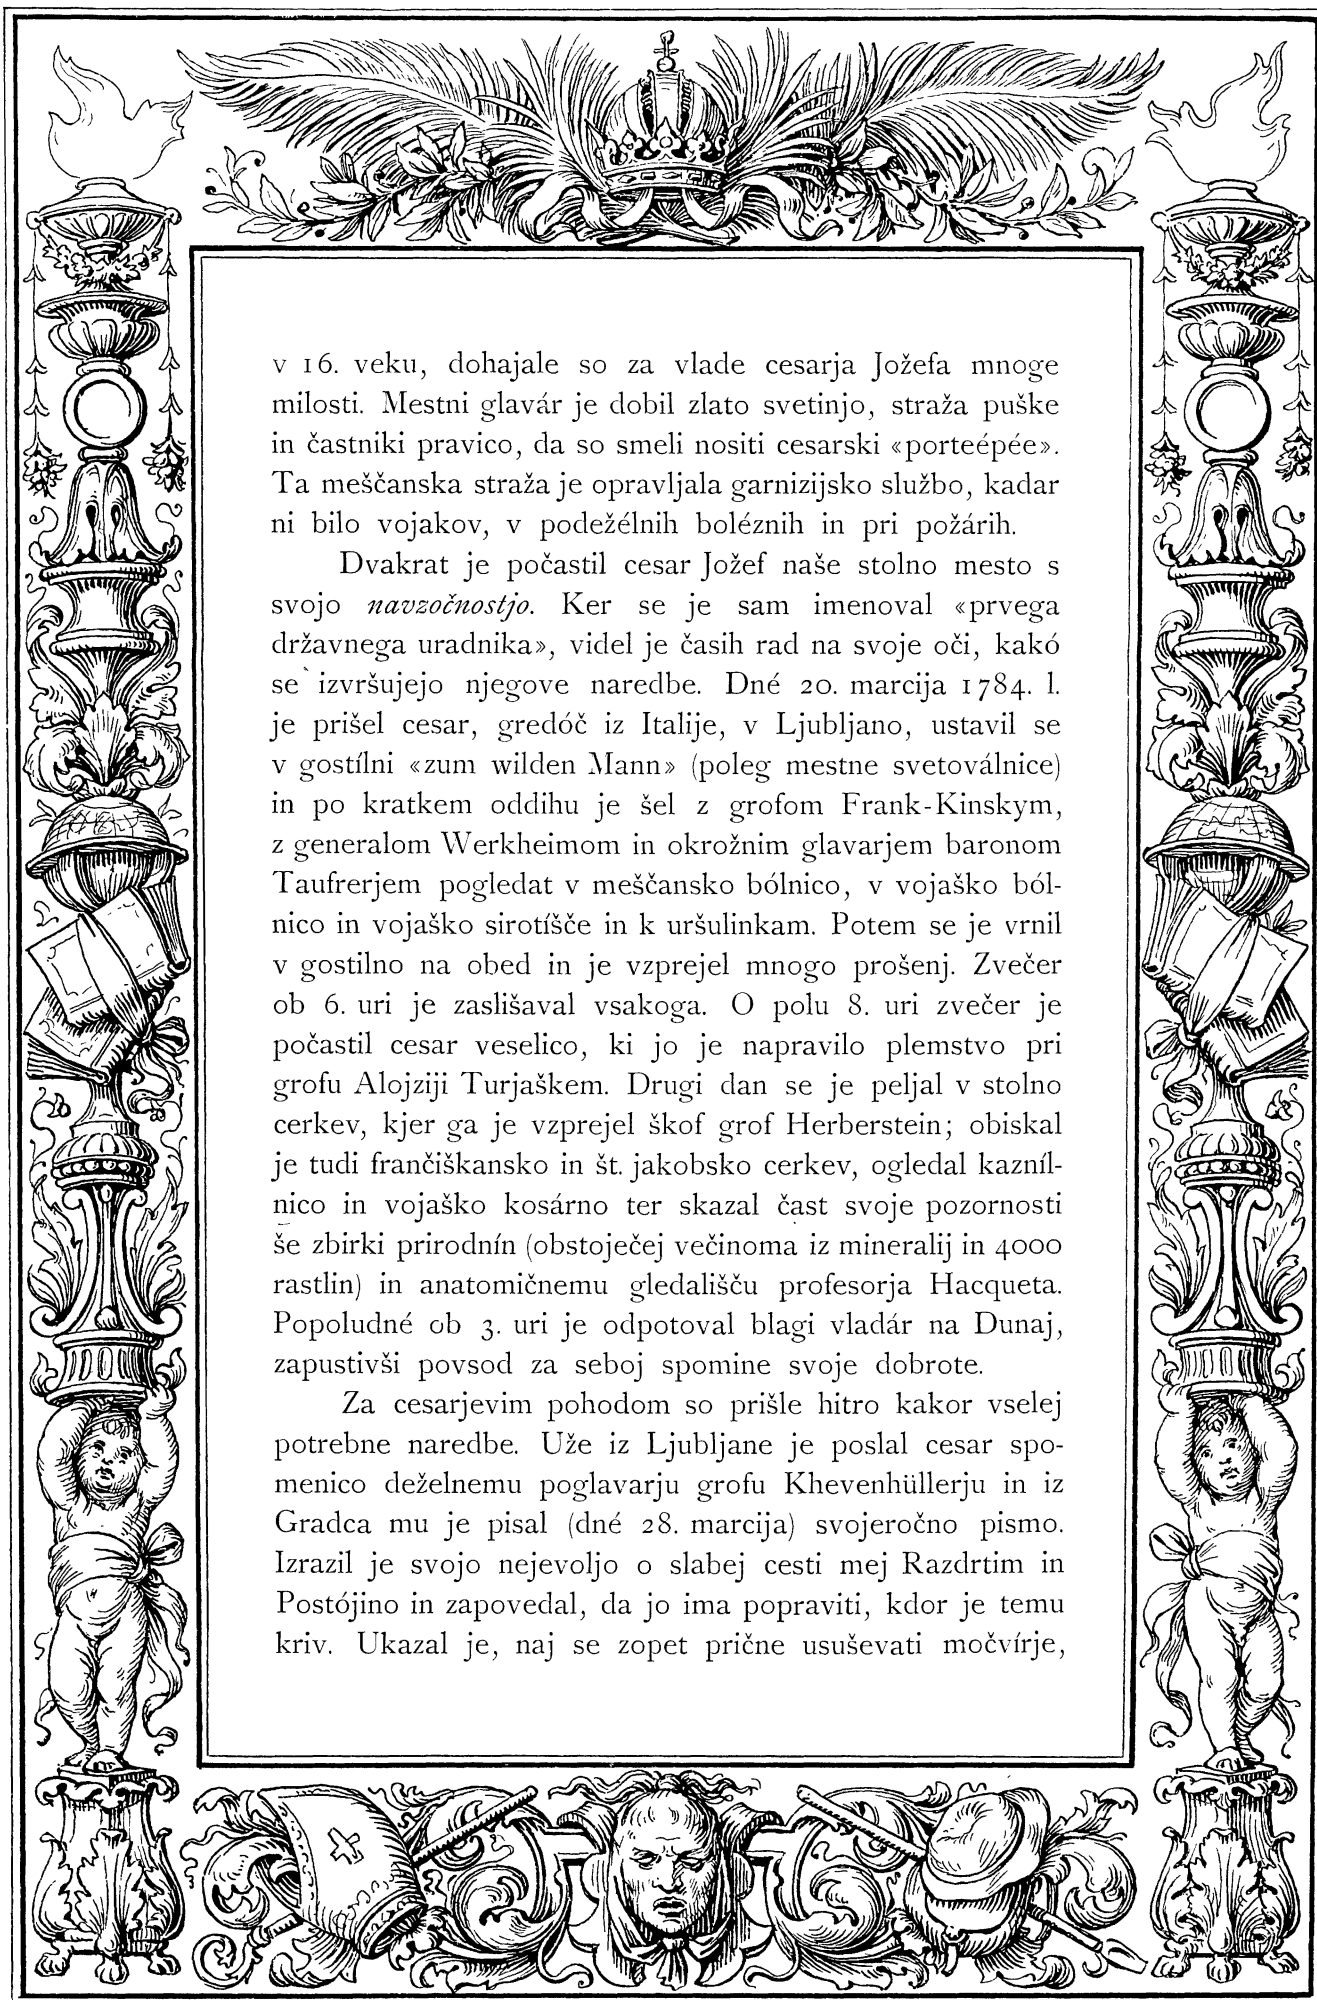 v 16. veku, dohajale so za vlade cesarja Jožefa mnoge
milosti. Mestni glavár je dobil zlato svetinjo, straža puške
in častniki pravico, da so smeli nositi cesarski «porteépée».
Ta meščanska straža je opravljala garnizijsko službo, kadar
ni bilo vojakov, v podežélnih boléznih in pri požárih.
Dvakrat je počastil cesar Jožef naše stolno mesto s
svojo navzočnostjo. Ker se je sam imenoval «prvega
državnega uradnika», videl je časih rad na svoje oči, kakó
se izvršujejo njegove naredbe. Dné 20. marcija 1784. l.
je prišel cesar, gredóč iz Italije, v Ljubljano, ustavil se
v gostílni «zum wilden Mann» (poleg mestne svetoválnice)
in po kratkem oddihu je šel z grofom Frank-Kinskym,
z generalom Werkheimom in okrožnim glavarjem baronom
Taufrerjem pogledat v meščansko bólnico, v vojaško ból-
nico in vojaško sirotíšče in k uršulinkam. Potem se je vrnil
v gostilno na obed in je vzprejel mnogo prošenj. Zvečer
ob 6. uri je zaslišaval vsakoga. O polu 8. uri zvečer je
počastil cesar veselico, ki jo je napravilo plemstvo pri
grofu Alojziji Turjaškem. Drugi dan se je peljal v stolno
cerkev, kjer ga je vzprejel škof grof Herberstein; obiskal
je tudi frančiškansko in št. jakobsko cerkev, ogledal kazníl-
nico in vojaško kosárno ter skazal čast svoje pozornosti
še zbirki prirodnín (obstoječej večinoma iz mineralij in 4000
rastlin) in anatomičnemu gledališču profesorja Hacqueta.
Popoludné ob 3. uri je odpotoval blagi vladár na Dunaj,
zapustivši povsod za seboj spomine svoje dobrote.
Za cesarjevim pohodom so prišle hitro kakor vselej
potrebne naredbe. Uže iz Ljubljane je poslal cesar spo-
menico deželnemu poglavarju grofu Khevenhüllerju in iz
Gradca mu je pisal (dné 28. marcija) svojeročno pismo.
Izrazil je svojo nejevoljo o slabej cesti mej Razdrtim in
Postójino in zapovedal, da jo ima popraviti, kdor je temu
kriv. Ukazal je, naj se zopet prične usuševati močvírje,